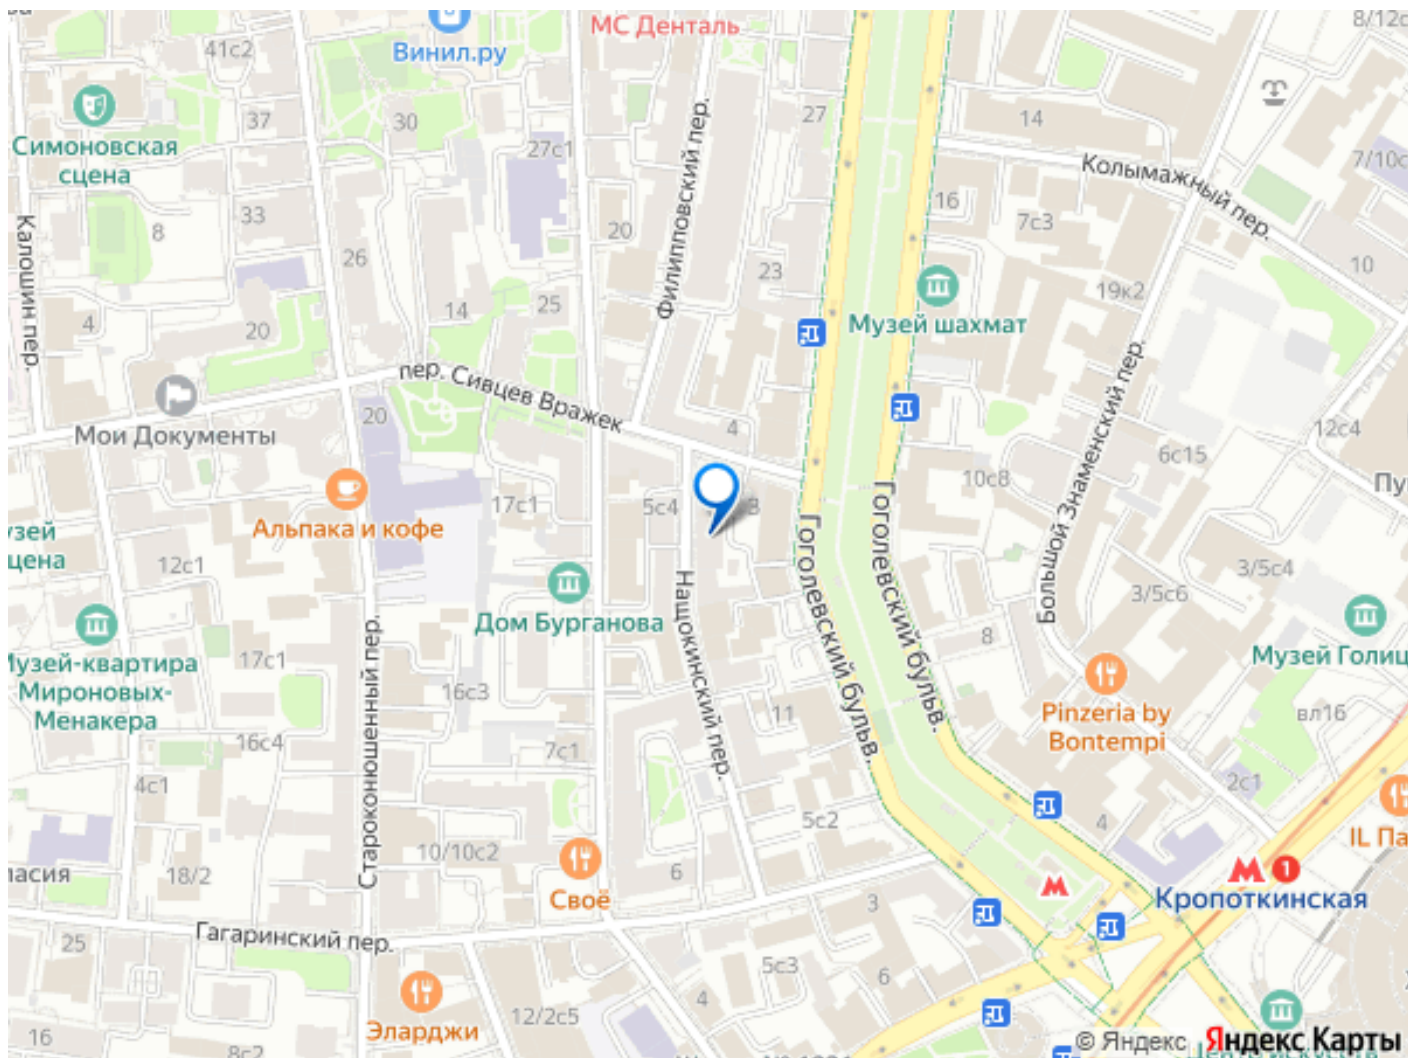 8/12с
МС Денталь
Винил.ру
41с2
37
30
27
14
Симоновская
сцена
27с1
Филипповский пер.
Колымажный пер.
7/10с
Калошин пер.
33
8
20
16
7с3
26
23
10
19к2
Музей шахмат
14
25
4
20
пер. Сивцев Вражек
Большой Знаменский пер.
20
4
12с4
Мои Документы
6с15
10с8
Альпака и кофе
17с1
5с4
3
Гоголевский бульв.
Гоголевский бульв.
12с1
3/5с4
3/5с6
Нащокинский пер.
Дом Бурганова
8
Музей-квартира
Мироновых-
Менакера
17с1
16с3
Старокoнюшенный пер.
Pinzeria by
Bontempi
11
вл16
16с4
7с1
4с1
2с1
5с2
4
10/10с2
6
18/2
Своё
3
1
Кропоткинская
Гагаринский пер.
25
5с3
6
4
Эларджи
12/2с5
16
8с2
© Яндекс Яндекс Карты